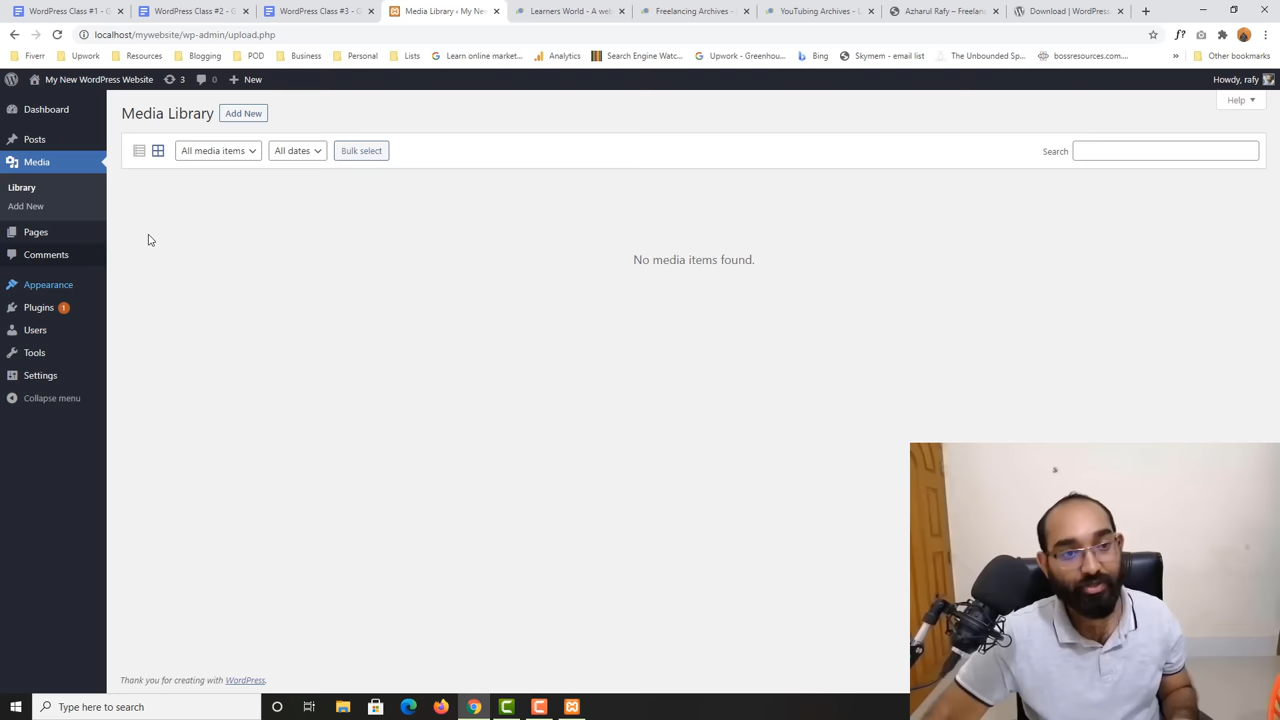 WordPress Class #1 - G
WordPress Class #2 - G
WordPress Class #3 - G
Media Library ‹ My New
Learners World - A web
Freelancing Archives -
YouTubing Archives - L
Azharul Rafy – Freelanc
Download | WordPress
localhost/mywebsite/wp-admin/upload.php
Fiverr
Upwork
Resources
Blogging
POD
Business
Personal
Lists
Learn online market...
Analytics
Search Engine Watc...
Upwork - Greenhou...
Bing
Skymem - email list
The Unbounded Sp...
bossresources.com...
»
Other bookmarks
My New WordPress Website
3
0
+ New
Howdy, rafy
Dashboard
Posts
Media
Library
Add New
Pages
Comments
Appearance
Plugins 1
Users
Tools
Settings
Collapse menu
Help
Media Library
Add New
All media items
All dates
Bulk select
Search
No media items found.
Thank you for creating with WordPress.
Type here to search